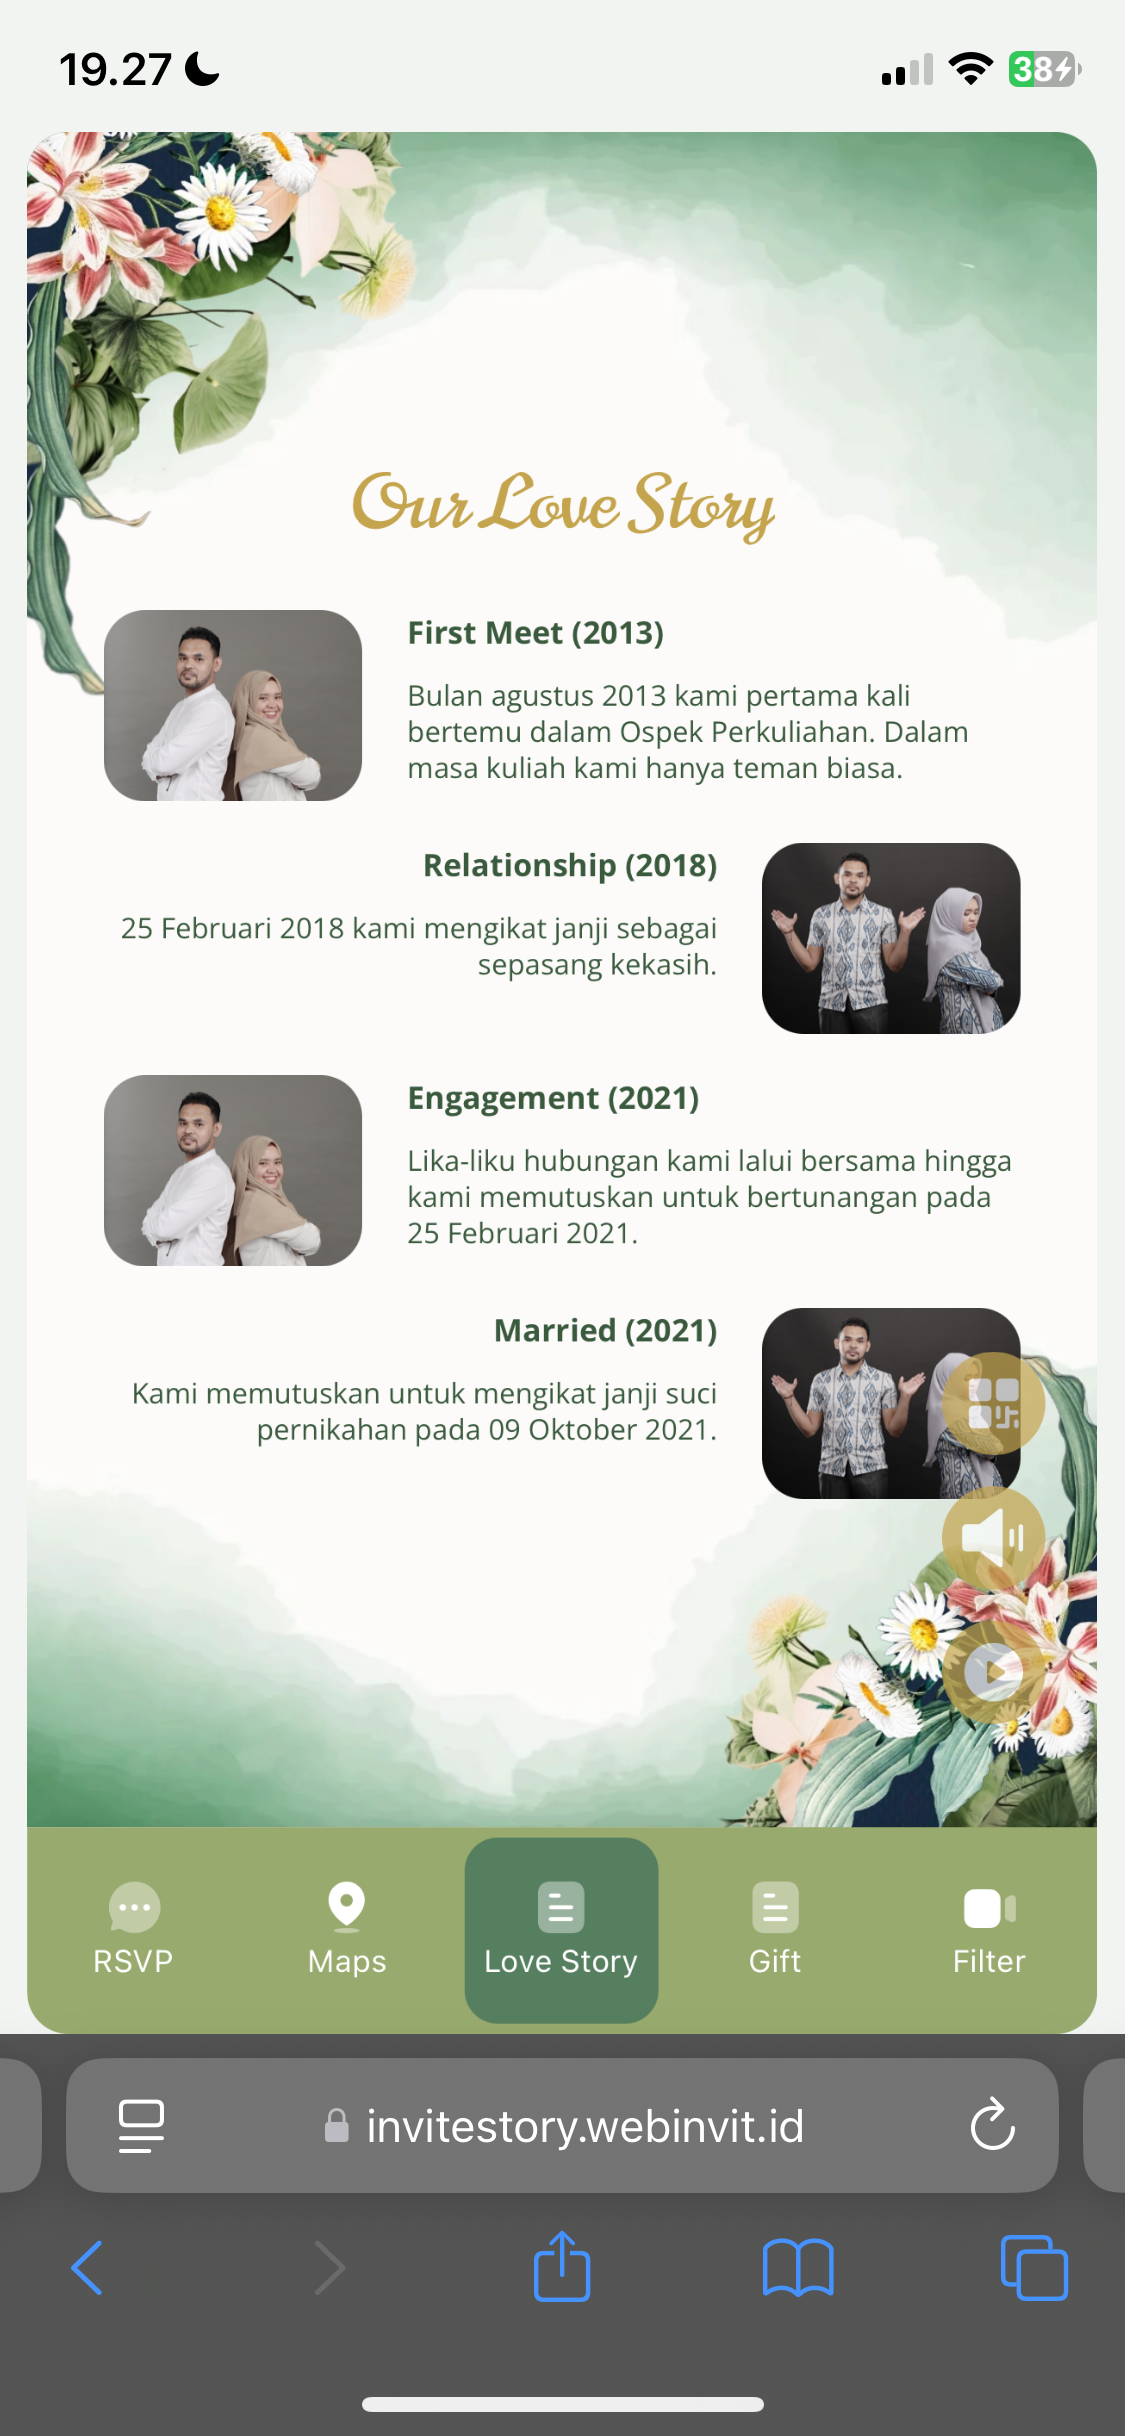 19.27
38
Our Love Story
First Meet (2013)
Bulan agustus 2013 kami pertama kali
bertemu dalam Ospek Perkuliahan. Dalam
masa kuliah kami hanya teman biasa.
Relationship (2018)
25 Februari 2018 kami mengikat janji sebagai
sepasang kekasih.
Engagement (2021)
Lika-liku hubungan kami lalui bersama hingga
kami memutuskan untuk bertunangan pada
25 Februari 2021.
Married (2021)
Kami memutuskan untuk mengikat janji suci
pernikahan pada 09 Oktober 2021.
RSVP
Maps
Love Story
Gift
Filter
invitestory.webinvit.id